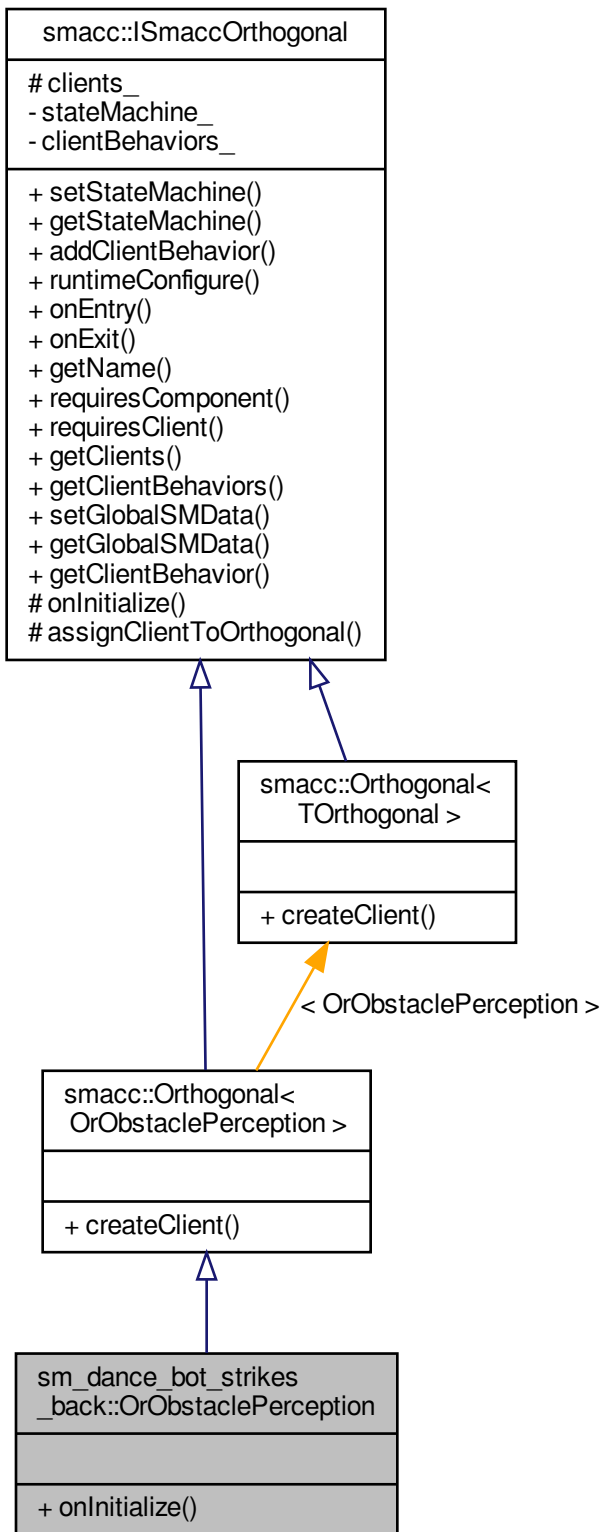 smacc::ISmaccOrthogonal
# clients_
- stateMachine_
- clientBehaviors_
+ setStateMachine()
+ getStateMachine()
+ addClientBehavior()
+ runtimeConfigure()
+ onEntry()
+ onExit()
+ getName()
+ requiresComponent()
+ requiresClient()
+ getClients()
+ getClientBehaviors()
+ setGlobalSMData()
+ getGlobalSMData()
+ getClientBehavior()
# onInitialize()
# assignClientToOrthogonal()
smacc::Orthogonal<
TOrthogonal >
+ createClient()
< OrObstaclePerception >
smacc::Orthogonal<
OrObstaclePerception >
+ createClient()
sm_dance_bot_strikes
_back::OrObstaclePerception
+ onInitialize()